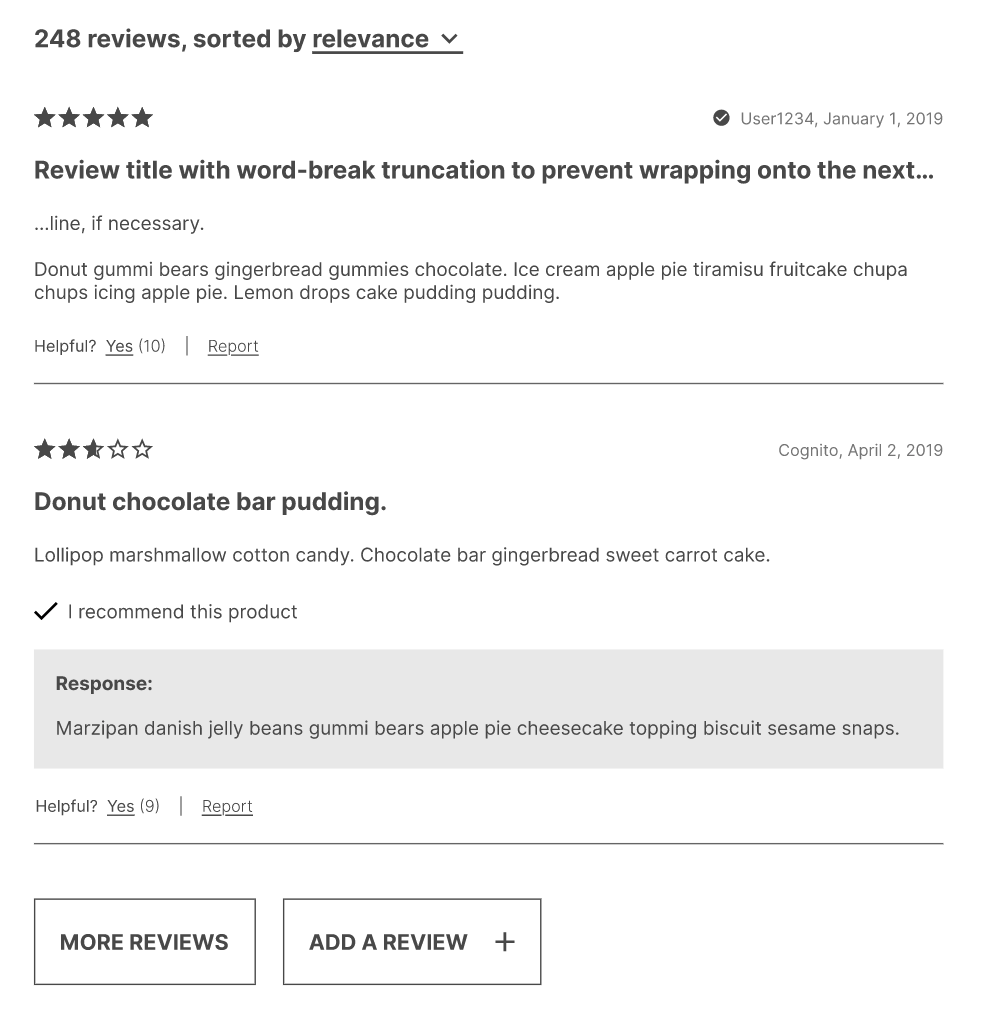 248 reviews, sorted by relevance
User1234, January 1, 2019
Review title with word-break truncation to prevent wrapping onto the next...
...line, if necessary.
Donut gummi bears gingerbread gummies chocolate. Ice cream apple pie tiramisu fruitcake chupa
chups icing apple pie. Lemon drops cake pudding pudding.
Helpful? Yes (10) | Report
Cognito, April 2, 2019
Donut chocolate bar pudding.
Lollipop marshmallow cotton candy. Chocolate bar gingerbread sweet carrot cake.
I recommend this product
Response:
Marzipan danish jelly beans gummi bears apple pie cheesecake topping biscuit sesame snaps.
Helpful? Yes (9) | Report
MORE REVIEWS
ADD A REVIEW +